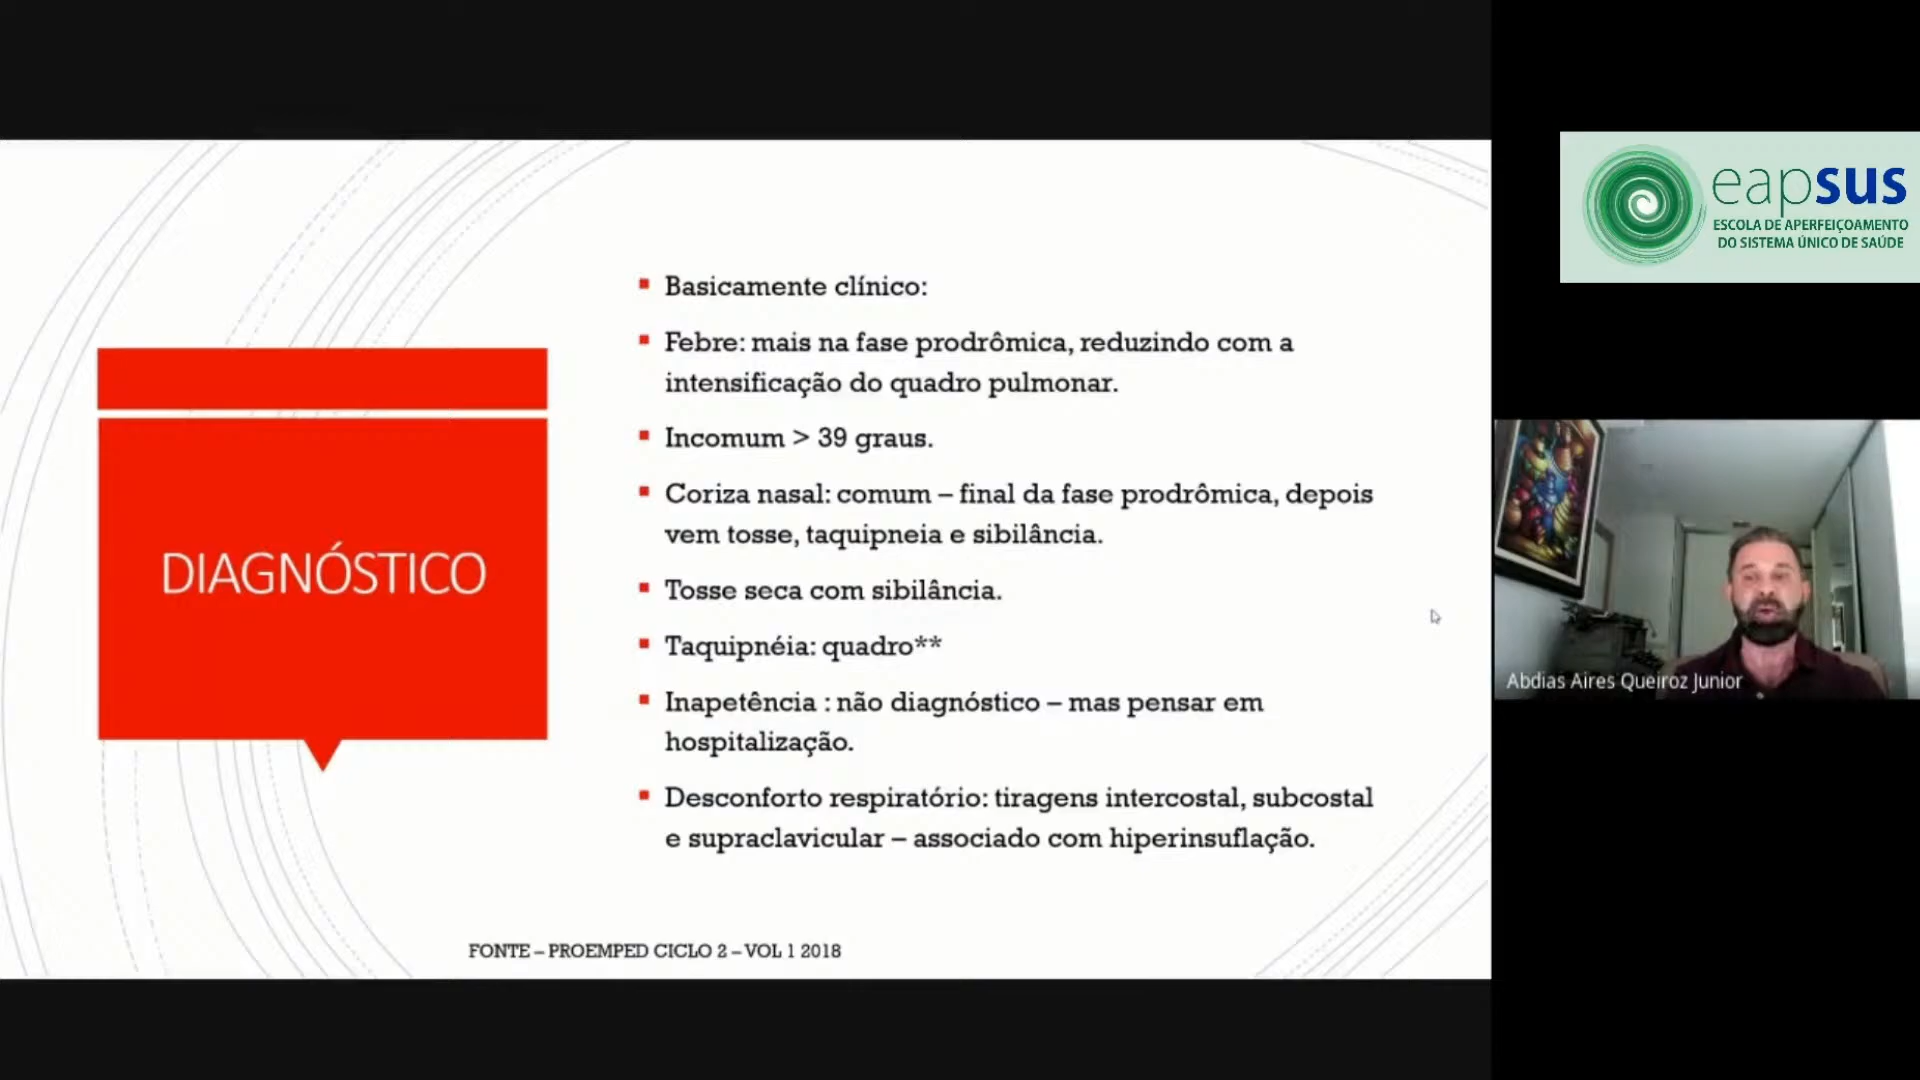 DIAGNÓSTICO
Basicamente clínico:
Febre: mais na fase prodrômica, reduzindo com a
intensificação do quadro pulmonar.
Incomum > 39 graus.
Coriza nasal: comum – final da fase prodrômica, depois
vem tosse, taquipneia e sibilância.
Tosse seca com sibilância.
Taquipnéia: quadro**
Inapetência : não diagnóstico – mas pensar em
hospitalização.
Desconforto respiratório: tiragens intercostal, subcostal
e supraclavicular – associado com hiperinsuflação.
FONTE – PROEMPED CICLO 2 – VOL 1 2018
eapsus
ESCOLA DE APERFEIÇOAMENTO
DO SISTEMA ÚNICO DE SAÚDE
Abdias Aires Queiroz Junior